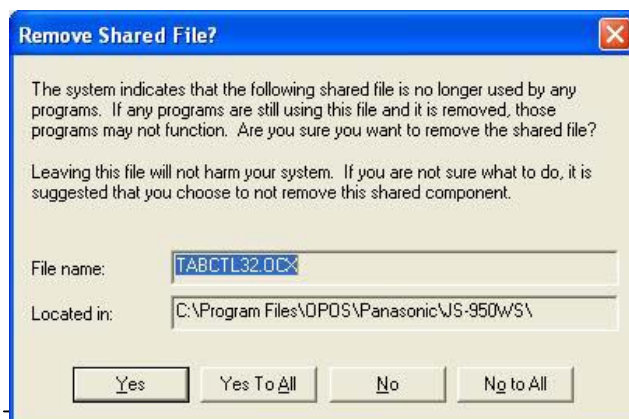 Remove Shared File?
The system indicates that the following shared file is no longer used by any
programs. If any programs are still using this file and it is removed, those
programs may not function. Are you sure you want to remove the shared file?
Leaving this file will not harm your system. If you are not sure what to do, it is
suggested that you choose to not remove this shared component.
File name: TABCTL32.OCX
Located in: C:\Program Files\OPOS\Panasonic\JS-950WS\
Yes Yes To All No No to All